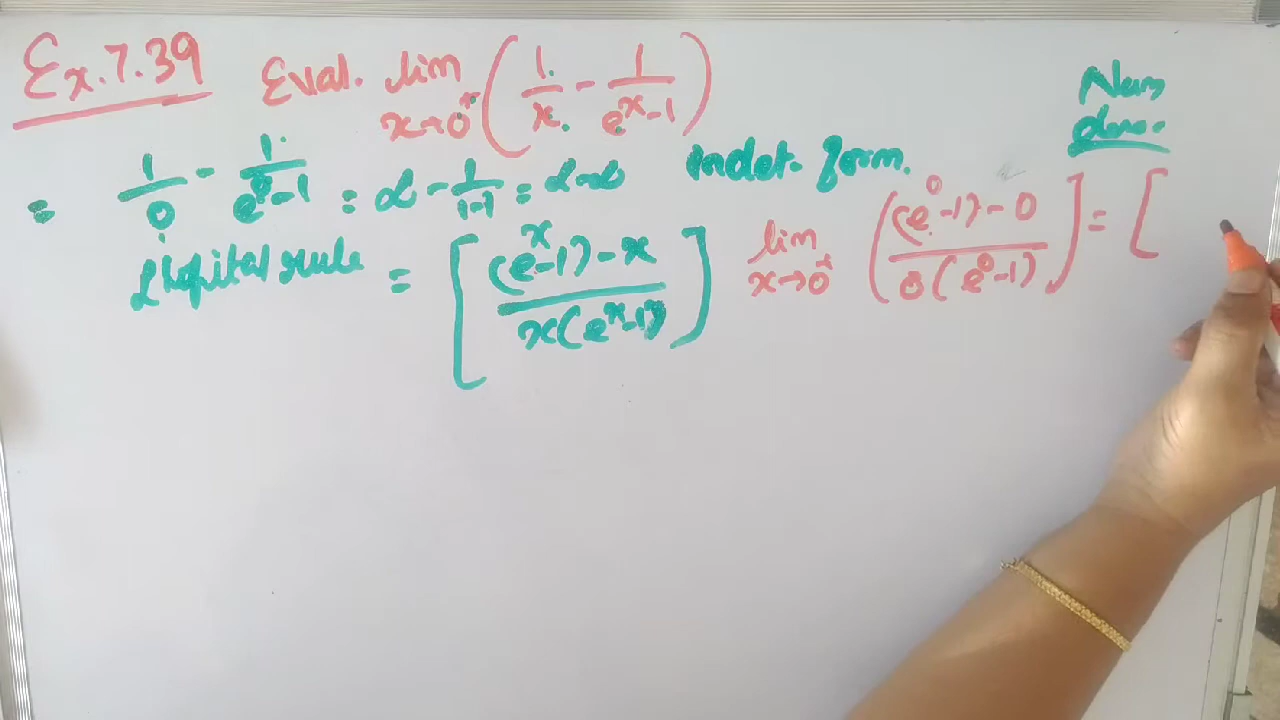 Ex.7.39 Eval. lim x→0⁺ (1/x - 1/(e^x-1))
Num
= 1/0 - 1/(e^0-1) = ∞ - 1/(1-1) = ∞-∞ Indet. form.
L'hopital rule = [((e^x-1)-x)/(x(e^x-1))] lim x→0⁺ [((e^0-1)-0)/(0(e^0-1))] = [